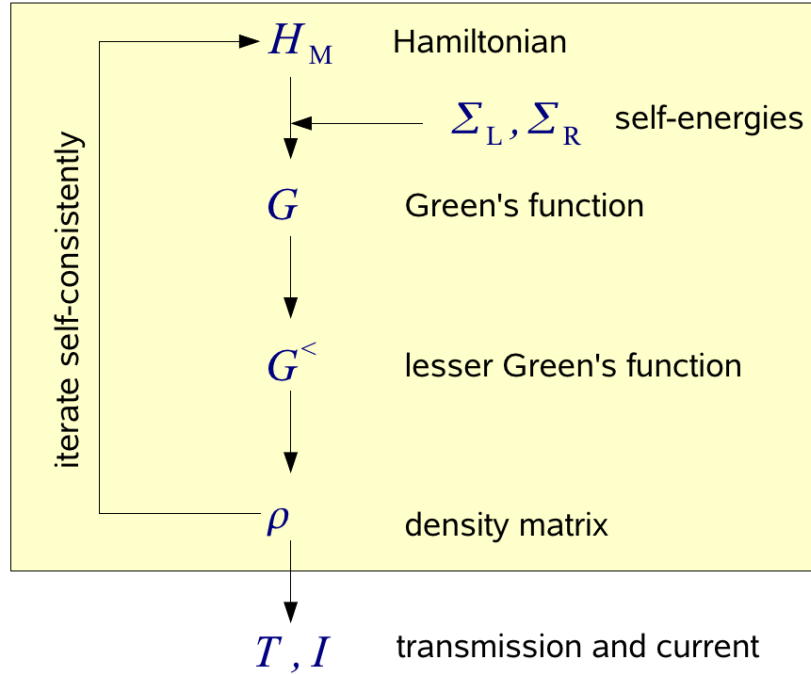 H_M Hamiltonian
Σ_L , Σ_R self-energies
G Green's function
G^< lesser Green's function
ρ density matrix
T , I transmission and current
iterate self-consistently